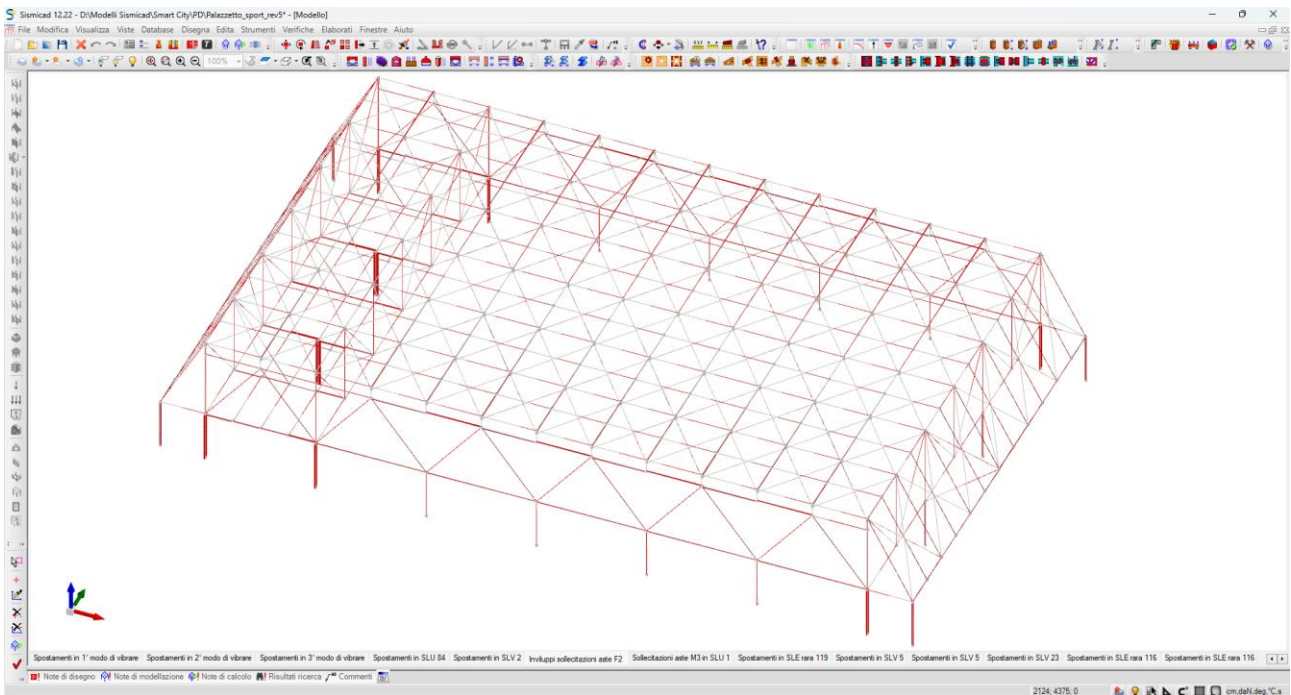 Sismicad 12.22 - D:\Modelli Sismicad\Smart City\PD\Palazzetto_sport_rev5* - [Modello]
File Modifica Visualizza Viste Database Disegna Edita Strumenti Verifiche Elaborati Finestre Aiuto
100%
Spostamenti in 1° modo di vibrare Spostamenti in 2° modo di vibrare Spostamenti in 3° modo di vibrare Spostamenti in SLU 84 Spostamenti in SLV 2 Inviluppi sollecitazioni aste F2 Sollecitazioni aste M3 in SLU 1 Spostamenti in SLE rara 119 Spostamenti in SLV 5 Spostamenti in SLV 5 Spostamenti in SLV 23 Spostamenti in SLE rara 116 Spostamenti in SLE rara 116
Note di disegno Note di modellazione Note di calcolo Risultati ricerca Commenti
2124; 4375; 0 cm.daN.deg.°C.s